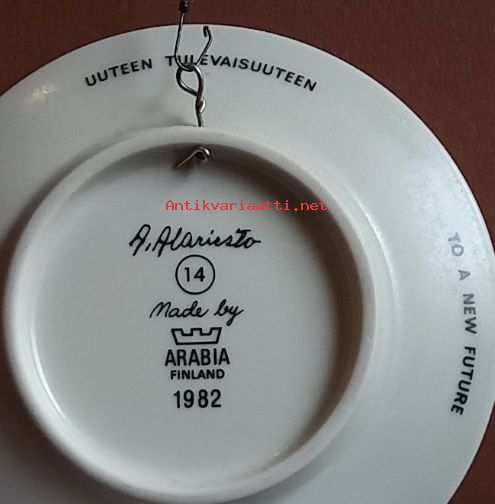 UUTEEN TULEVAISUUTEEN
Antikvariaatti.net
A. Alariesto
14
Made by
ARABIA
FINLAND
1982
TO A NEW FUTURE